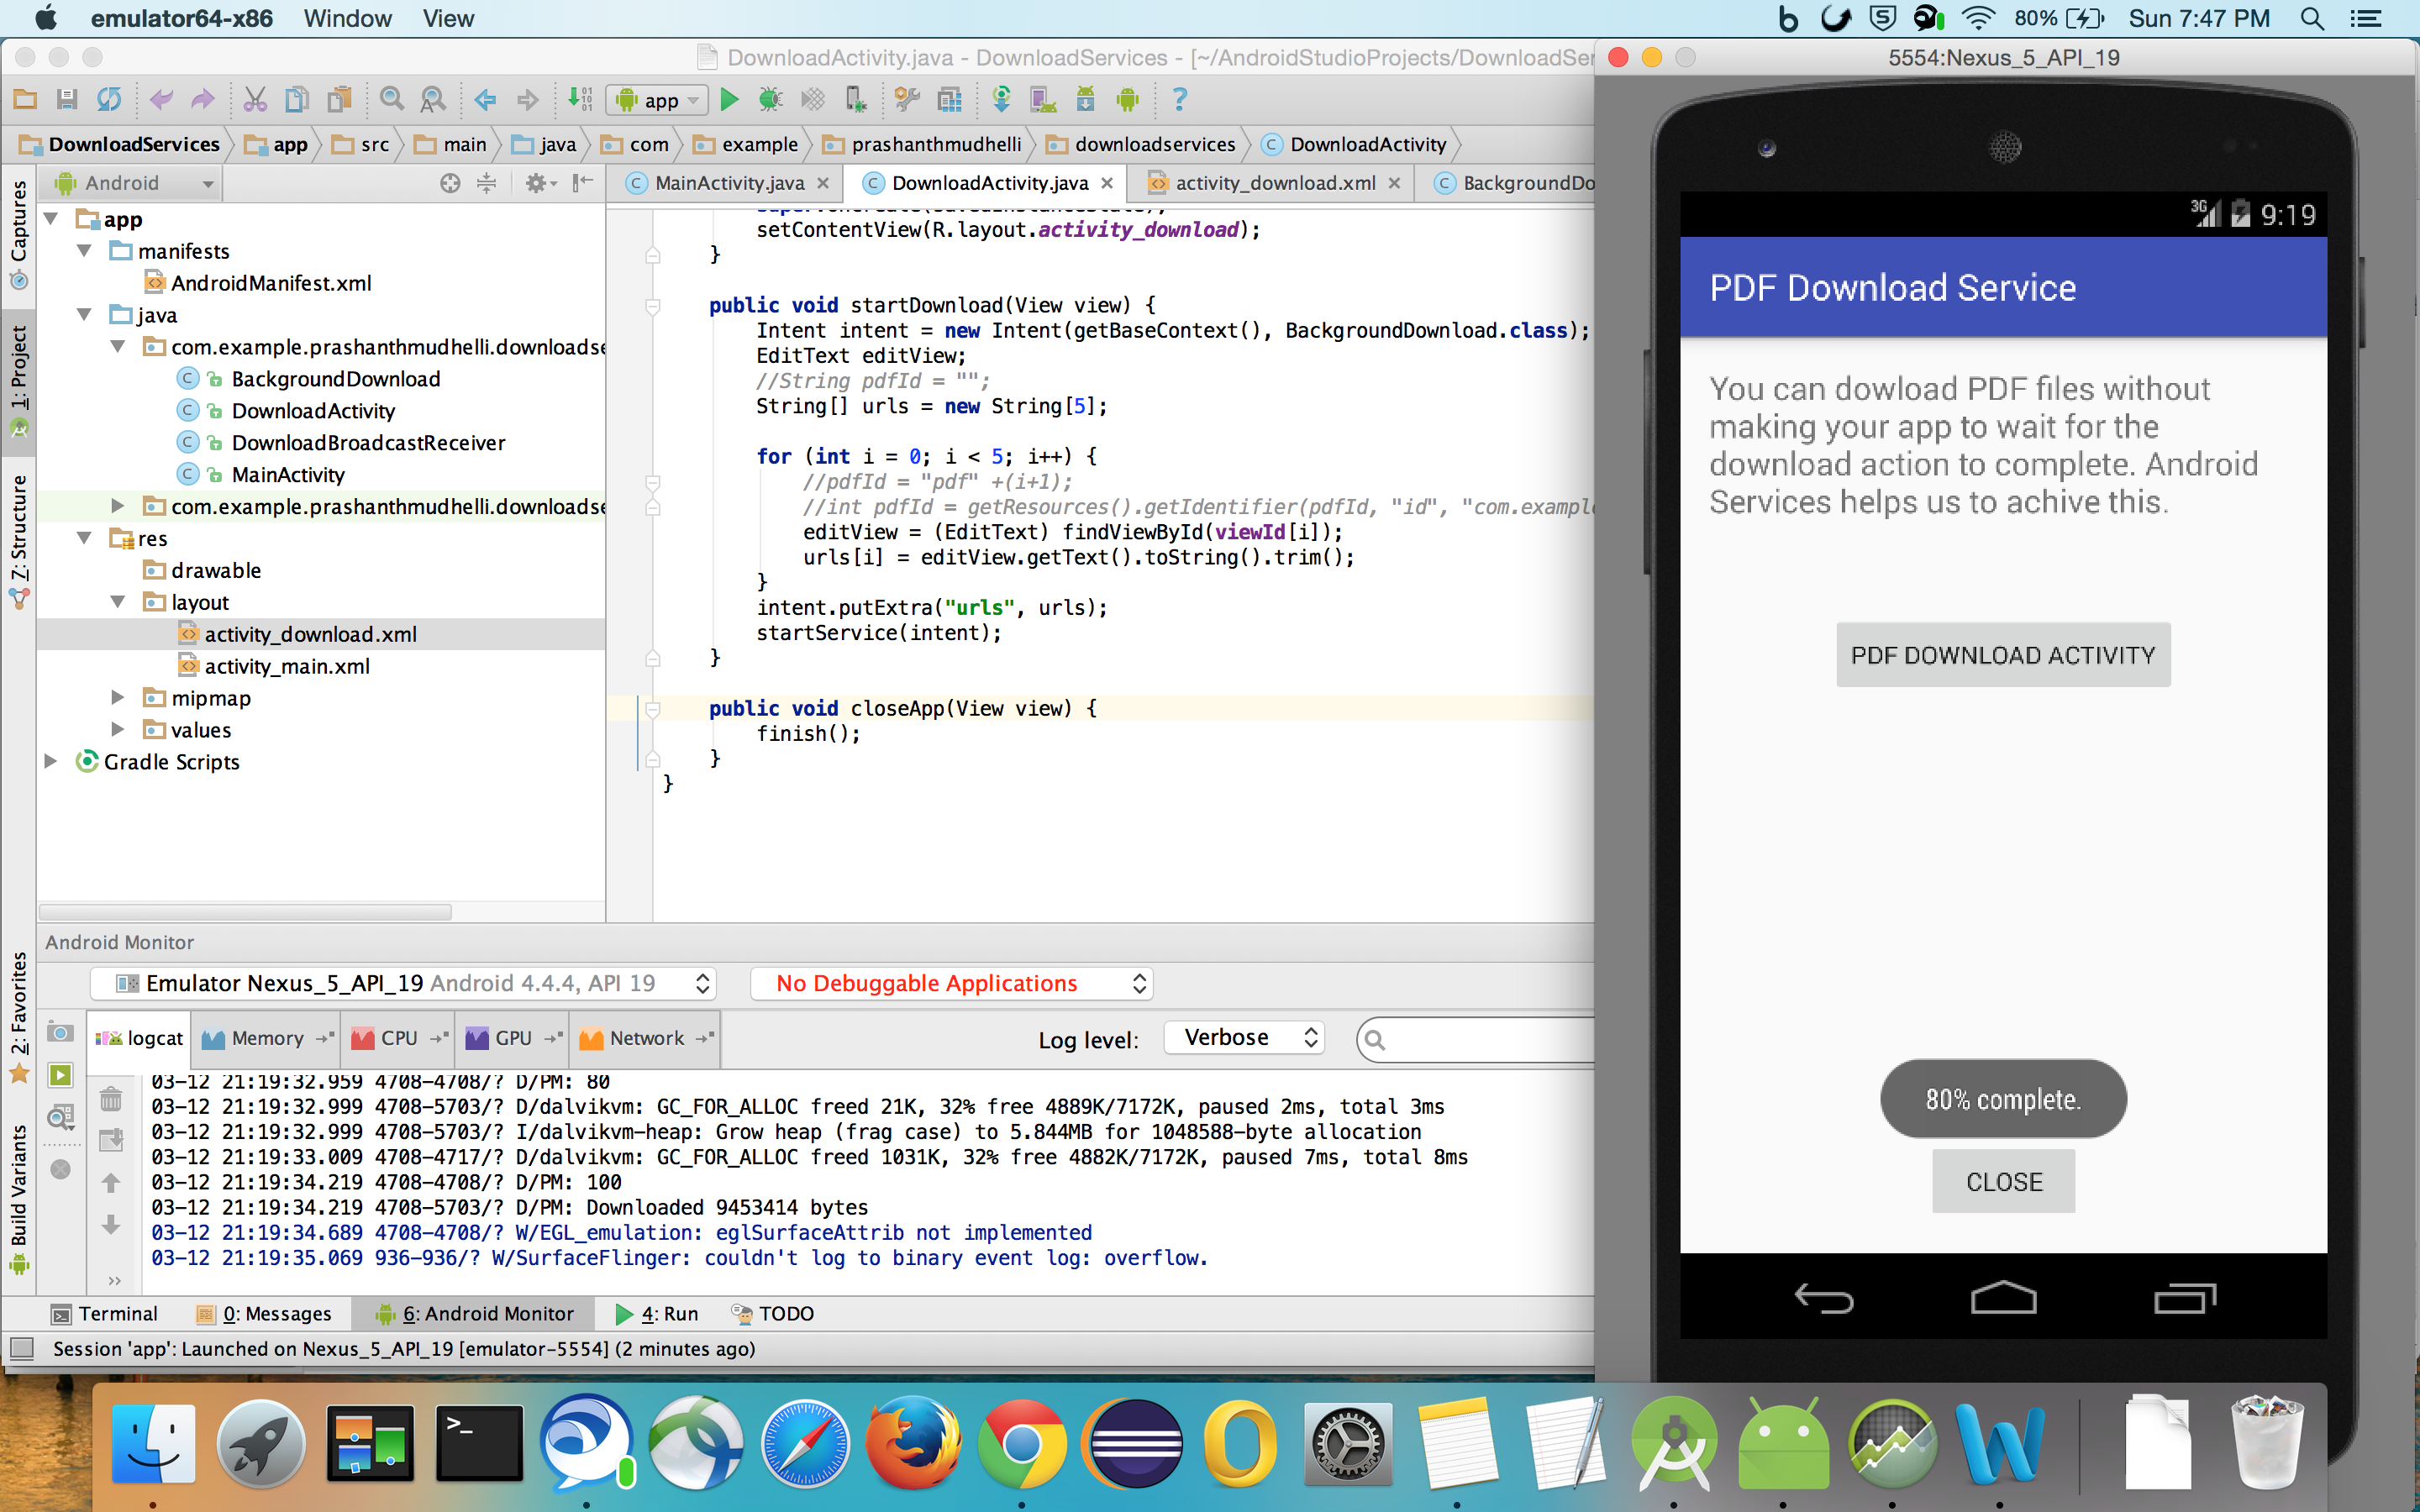 emulator64-x86 Window View
80% Sun 7:47 PM
DownloadActivity.java - DownloadServices - [~/AndroidStudioProjects/DownloadSer
app
DownloadServices app src main java com example prashanthmudhelli downloadservices DownloadActivity
Android
MainActivity.java DownloadActivity.java activity_download.xml BackgroundDo
Captures
1: Project
Z: Structure
2: Favorites
Build Variants
app
manifests
AndroidManifest.xml
java
com.example.prashanthmudhelli.downloadse
BackgroundDownload
DownloadActivity
DownloadBroadcastReceiver
MainActivity
com.example.prashanthmudhelli.downloadse
res
drawable
layout
activity_download.xml
activity_main.xml
mipmap
values
Gradle Scripts
setContentView(R.layout.activity_download);
}
public void startDownload(View view) {
Intent intent = new Intent(getBaseContext(), BackgroundDownload.class);
EditText editView;
//String pdfId = "";
String[] urls = new String[5];
for (int i = 0; i < 5; i++) {
//pdfId = "pdf" +(i+1);
//int pdfId = getResources().getIdentifier(pdfId, "id", "com.example
editView = (EditText) findViewById(viewId[i]);
urls[i] = editView.getText().toString().trim();
}
intent.putExtra("urls", urls);
startService(intent);
}
public void closeApp(View view) {
finish();
}
}
Android Monitor
Emulator Nexus_5_API_19 Android 4.4.4, API 19 No Debuggable Applications
logcat Memory CPU GPU Network Log level: Verbose
03-12 21:19:32.959 4708-4708/? D/PM: 80
03-12 21:19:32.999 4708-5703/? D/dalvikvm: GC_FOR_ALLOC freed 21K, 32% free 4889K/7172K, paused 2ms, total 3ms
03-12 21:19:32.999 4708-5703/? I/dalvikvm-heap: Grow heap (frag case) to 5.844MB for 1048588-byte allocation
03-12 21:19:33.009 4708-4717/? D/dalvikvm: GC_FOR_ALLOC freed 1031K, 32% free 4882K/7172K, paused 7ms, total 8ms
03-12 21:19:34.219 4708-4708/? D/PM: 100
03-12 21:19:34.219 4708-5703/? D/PM: Downloaded 9453414 bytes
03-12 21:19:34.689 4708-4708/? W/EGL_emulation: eglSurfaceAttrib not implemented
03-12 21:19:35.069 936-936/? W/SurfaceFlinger: couldn't log to binary event log: overflow.
Terminal 0: Messages 6: Android Monitor 4: Run TODO
Session 'app': Launched on Nexus_5_API_19 [emulator-5554] (2 minutes ago)
5554:Nexus_5_API_19
3G 9:19
PDF Download Service
You can dowload PDF files without
making your app to wait for the
download action to complete. Android
Services helps us to achive this.
PDF DOWNLOAD ACTIVITY
80% complete.
CLOSE